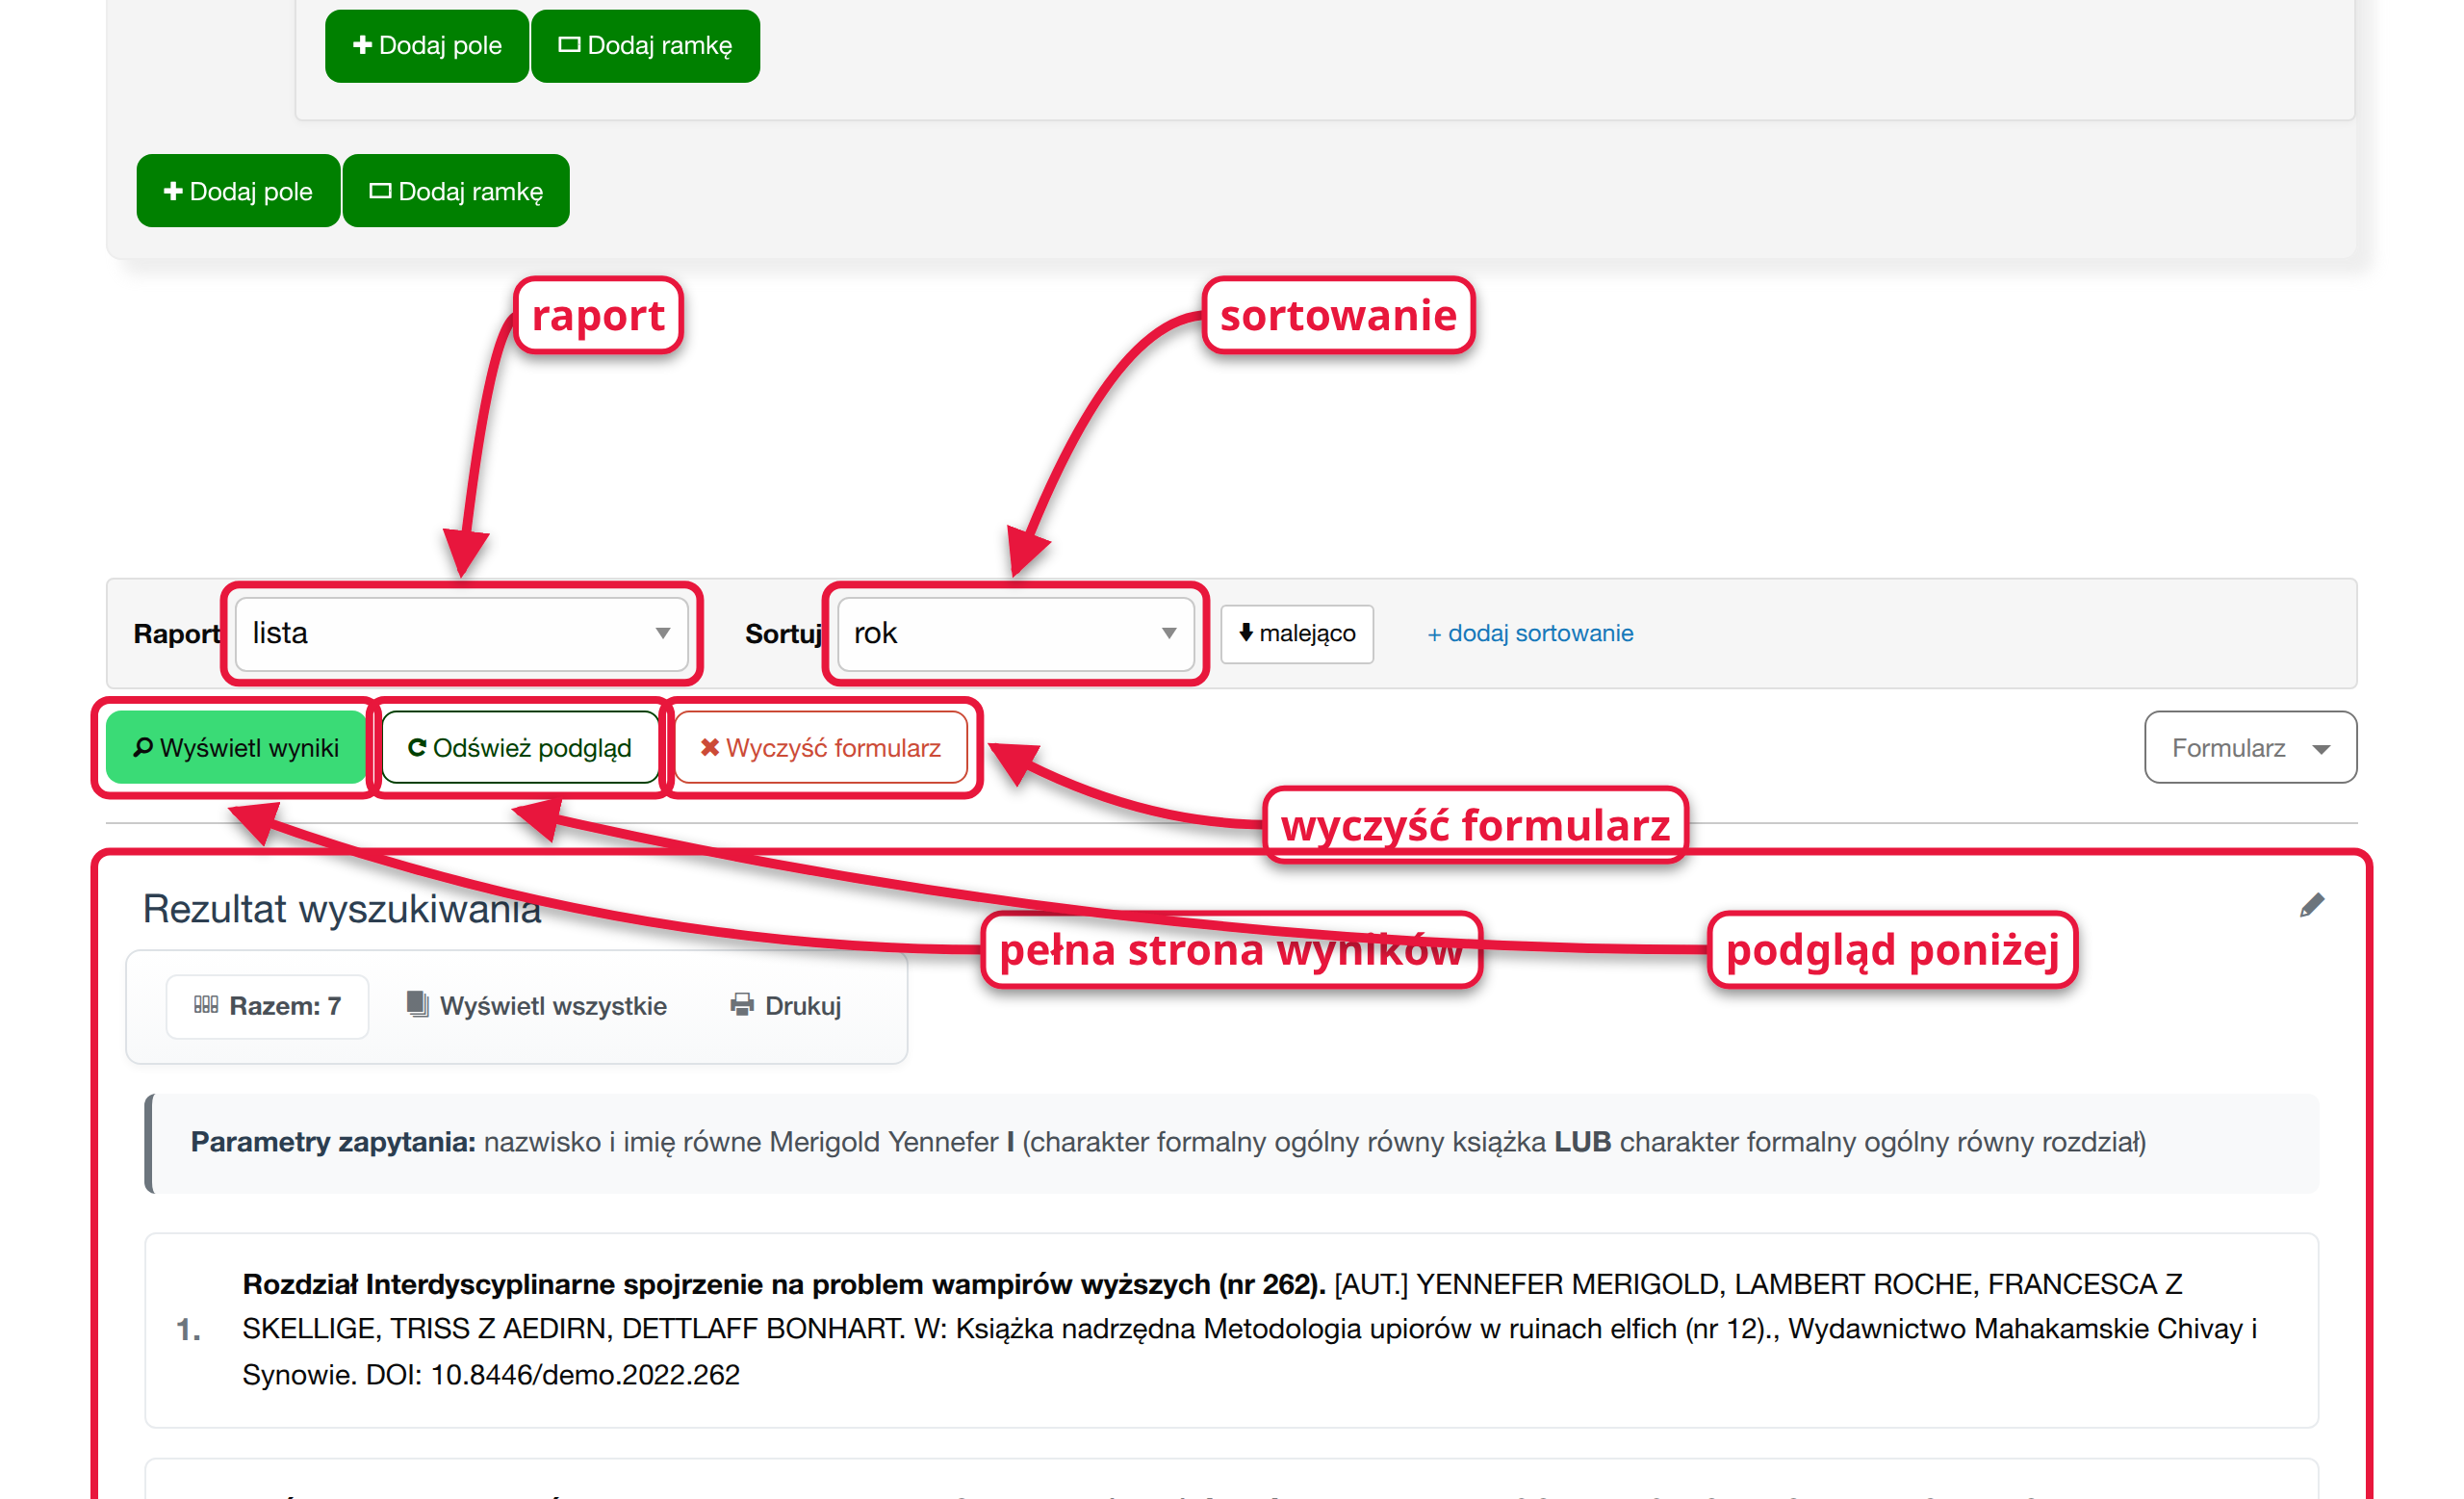 Dodaj pole Dodaj ramkę
Dodaj pole Dodaj ramkę
raport
sortowanie
Raport lista Sortuj rok malejąco + dodaj sortowanie
Wyświetl wyniki Odśwież podgląd Wyczyść formularz Formularz
wyczyść formularz
Rezultat wyszukiwania
pełna strona wyników podgląd poniżej
Razem: 7 Wyświetl wszystkie Drukuj
Parametry zapytania: nazwisko i imię równe Merigold Yennefer I (charakter formalny ogólny równy książka LUB charakter formalny ogólny równy rozdział)
Rozdział Interdyscyplinarne spojrzenie na problem wampirów wyższych (nr 262). [AUT.] YENNEFER MERIGOLD, LAMBERT ROCHE, FRANCESCA Z
1. SKELLIGE, TRISS Z AEDIRN, DETTLAFF BONHART. W: Książka nadrzędna Metodologia upiorów w ruinach elfich (nr 12)., Wydawnictwo Mahakamskie Chivay i
Synowie. DOI: 10.8446/demo.2022.262